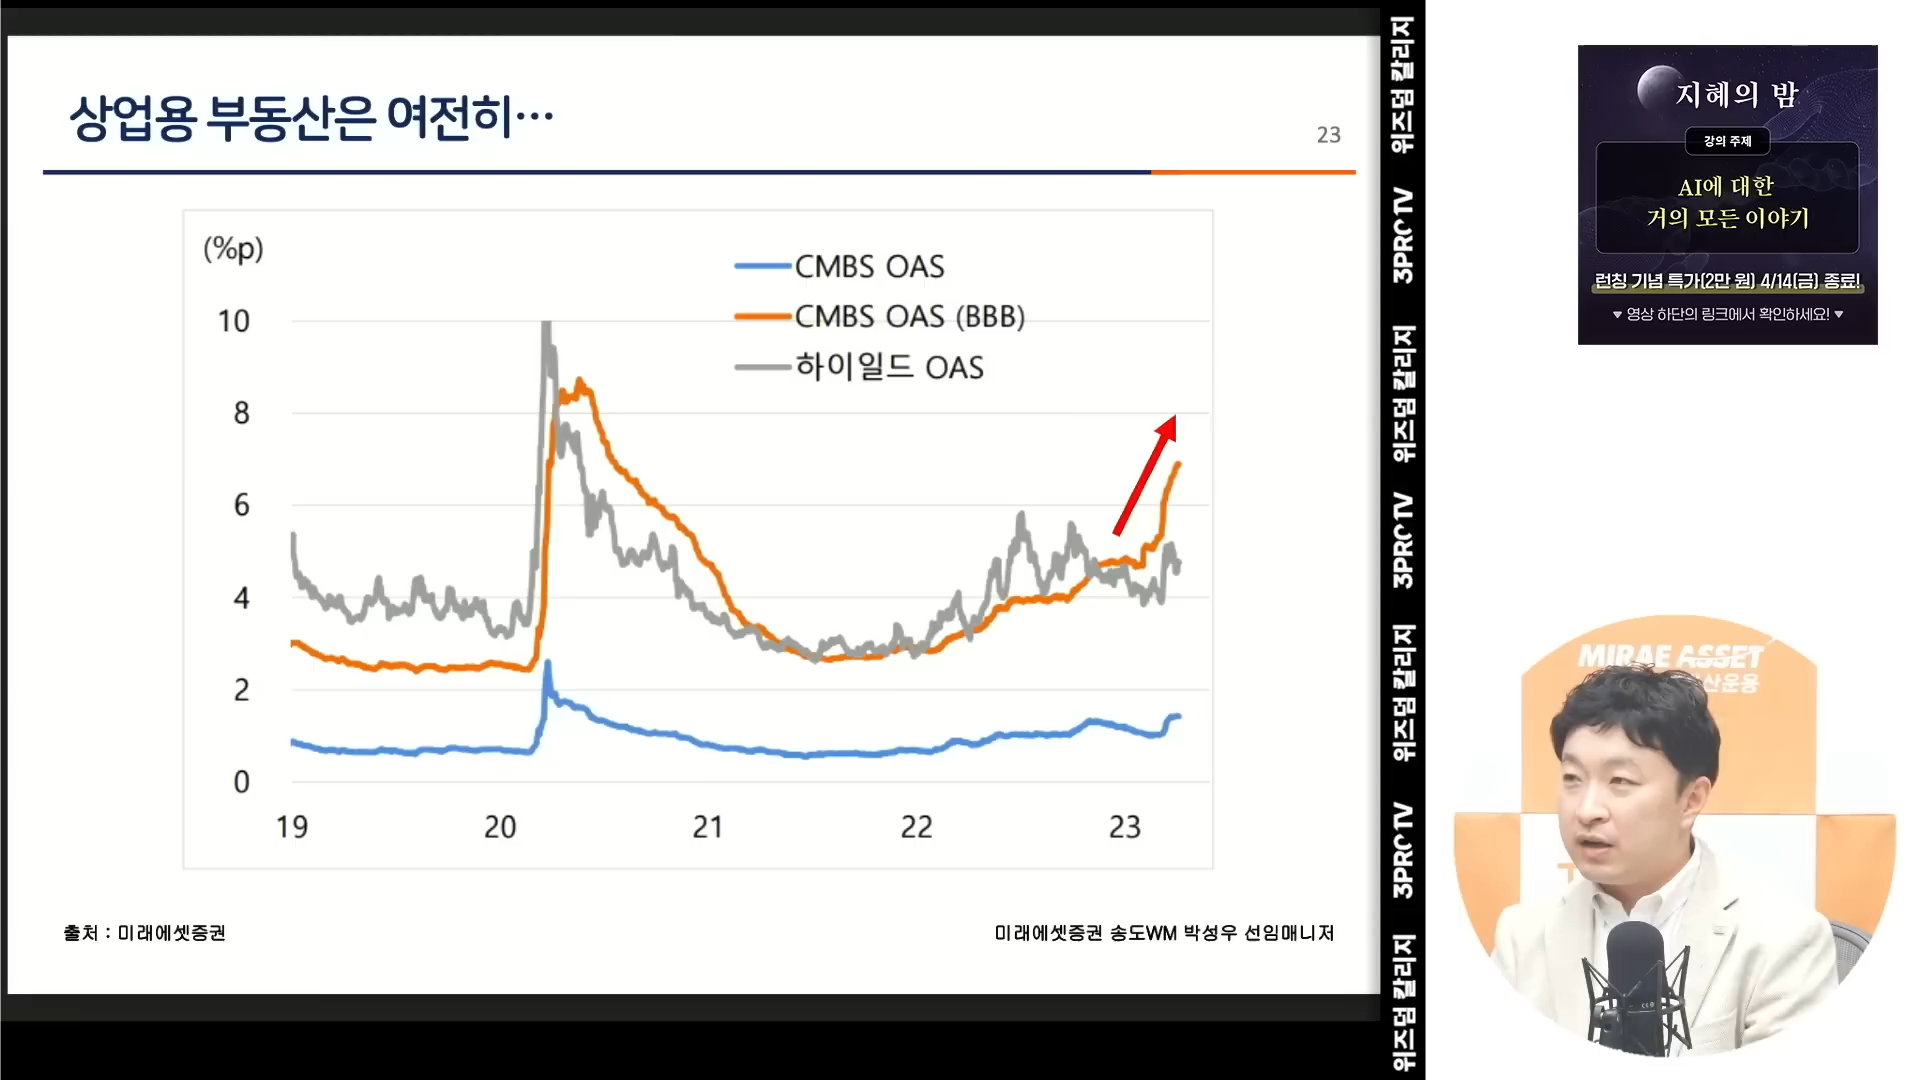 상업용 부동산은 여전히…
23
(%p)
CMBS OAS
CMBS OAS (BBB)
하이일드 OAS
10
8
6
4
2
0
19 20 21 22 23
출처 : 미래에셋증권
미래에셋증권 송도WM 박성우 선임매니저
위즈덤 칼리지
3PROTV
위즈덤 칼리지
3PROTV
위즈덤 칼리지
3PROTV
위즈덤 칼리지
지혜의 밤
강의 주제
AI에 대한
거의 모든 이야기
런칭 기념 특가(2만 원) 4/14(금) 종료!
▼ 영상 하단의 링크에서 확인하세요! ▼
MIRAE ASSET
산운용